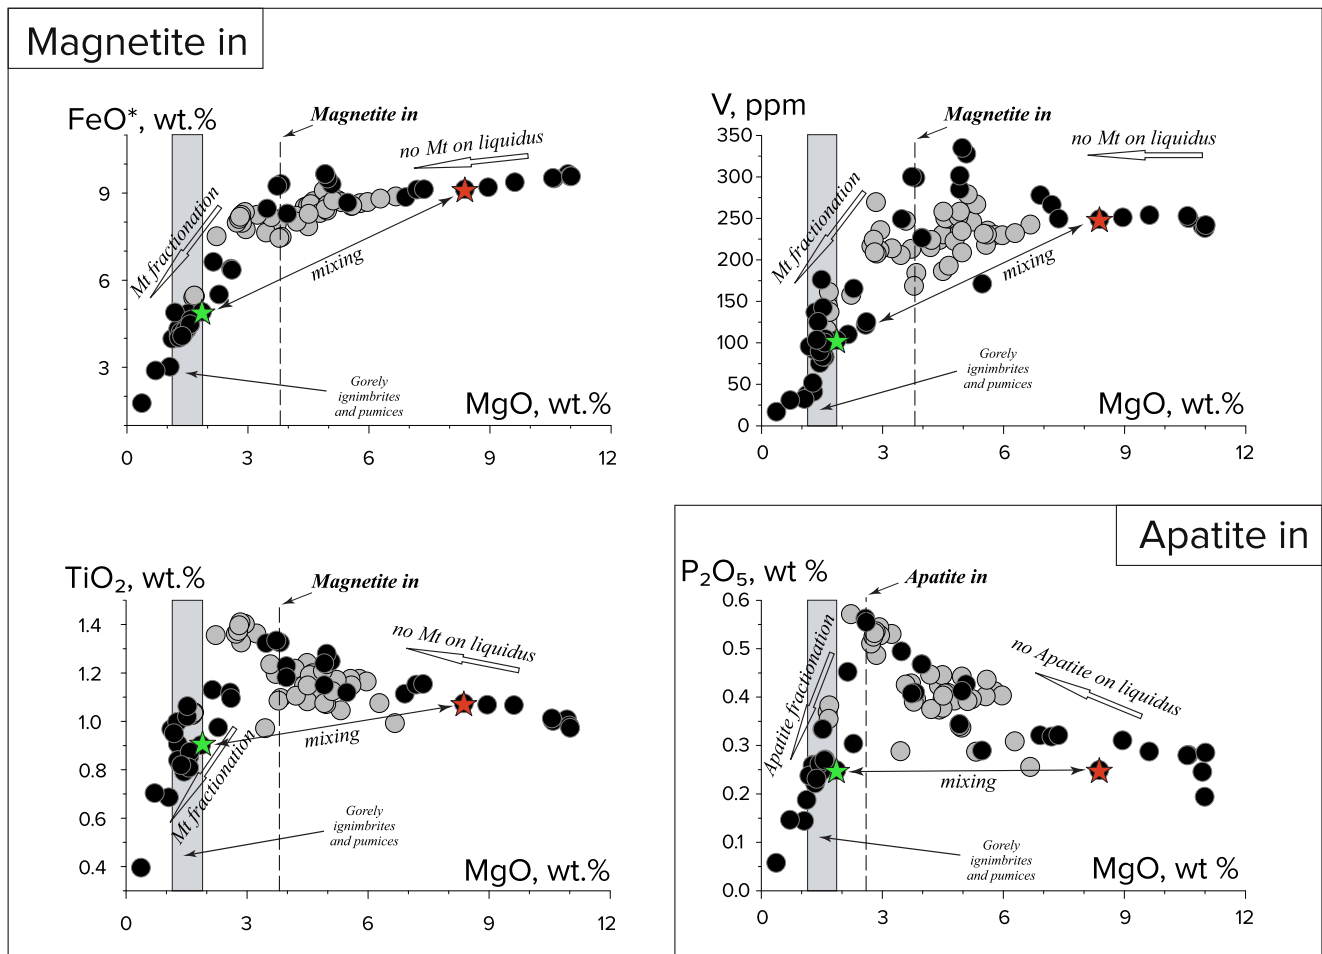 Magnetite in
FeO*, wt.%
Magnetite in
no Mt on liquidus
9
Mt fractionation
mixing
6
3
Gorely
ignimbrites
and pumices
MgO, wt.%
0 3 6 9 12
V, ppm
Magnetite in
350
no Mt on liquidus
300
Mt fractionation
250
200
mixing
150
100
Gorely
ignimbrites
and pumices
50
MgO, wt.%
0
0 3 6 9 12
TiO₂, wt.%
Magnetite in
1.4
no Mt on liquidus
1.2
1.0
mixing
0.8
Mt fractionation
Gorely
ignimbrites
and pumices
0.6
0.4
MgO, wt.%
0 3 6 9 12
Apatite in
P₂O₅, wt %
Apatite in
0.6
Apatite fractionation
0.5
no Apatite on liquidus
0.4
0.3
mixing
0.2
0.1
Gorely
ignimbrites
and pumices
MgO, wt %
0.0
0 3 6 9 12